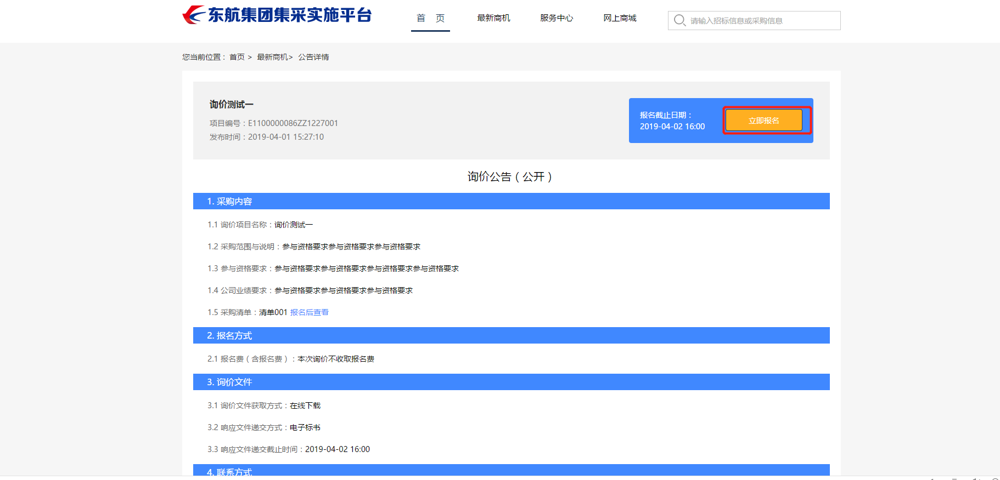 东航集团集采实施平台
首 页 最新商机 服务中心 网上商城 请输入招标信息或采购信息
您当前位置：首页 > 最新商机> 公告详情
询价测试一
项目编号：E1100000086ZZ1227001
发布时间：2019-04-01 15:27:10
报名截止日期：
2019-04-02 16:00
立即报名
询价公告（公开）
1. 采购内容
1.1 询价项目名称：询价测试一
1.2 采购范围与说明：参与资格要求参与资格要求参与资格要求
1.3 参与资格要求：参与资格要求参与资格要求参与资格要求参与资格要求
1.4 公司业绩要求：参与资格要求参与资格要求参与资格要求
1.5 采购清单：清单001 报名后查看
2. 报名方式
2.1 报名费（含报名费）：本次询价不收取报名费
3. 询价文件
3.1 询价文件获取方式：在线下载
3.2 响应文件递交方式：电子标书
3.3 响应文件递交截止时间：2019-04-02 16:00
4. 联系方式